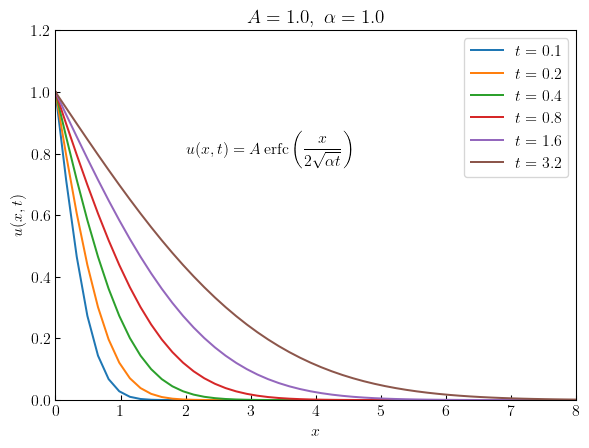 A = 1.0, α = 1.0
u(x, t)
1.2
1.0
0.8
0.6
0.4
0.2
0.0
u(x, t) = A erfc (x / 2√αt)
t = 0.1
t = 0.2
t = 0.4
t = 0.8
t = 1.6
t = 3.2
0 1 2 3 4 5 6 7 8
x